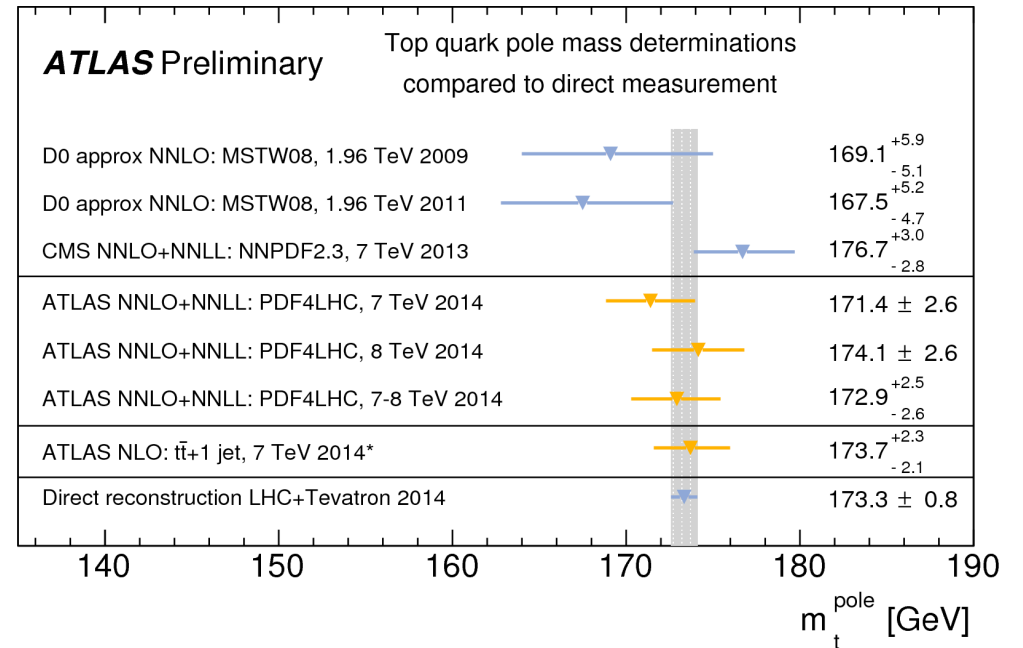 ATLAS Preliminary
Top quark pole mass determinations
compared to direct measurement
D0 approx NNLO: MSTW08, 1.96 TeV 2009 169.1 +5.9 - 5.1
D0 approx NNLO: MSTW08, 1.96 TeV 2011 167.5 +5.2 - 4.7
CMS NNLO+NNLL: NNPDF2.3, 7 TeV 2013 176.7 +3.0 - 2.8
ATLAS NNLO+NNLL: PDF4LHC, 7 TeV 2014 171.4 ± 2.6
ATLAS NNLO+NNLL: PDF4LHC, 8 TeV 2014 174.1 ± 2.6
ATLAS NNLO+NNLL: PDF4LHC, 7-8 TeV 2014 172.9 +2.5 - 2.6
ATLAS NLO: tt̄+1 jet, 7 TeV 2014* 173.7 +2.3 - 2.1
Direct reconstruction LHC+Tevatron 2014 173.3 ± 0.8
140 150 160 170 180 190
m t pole [GeV]